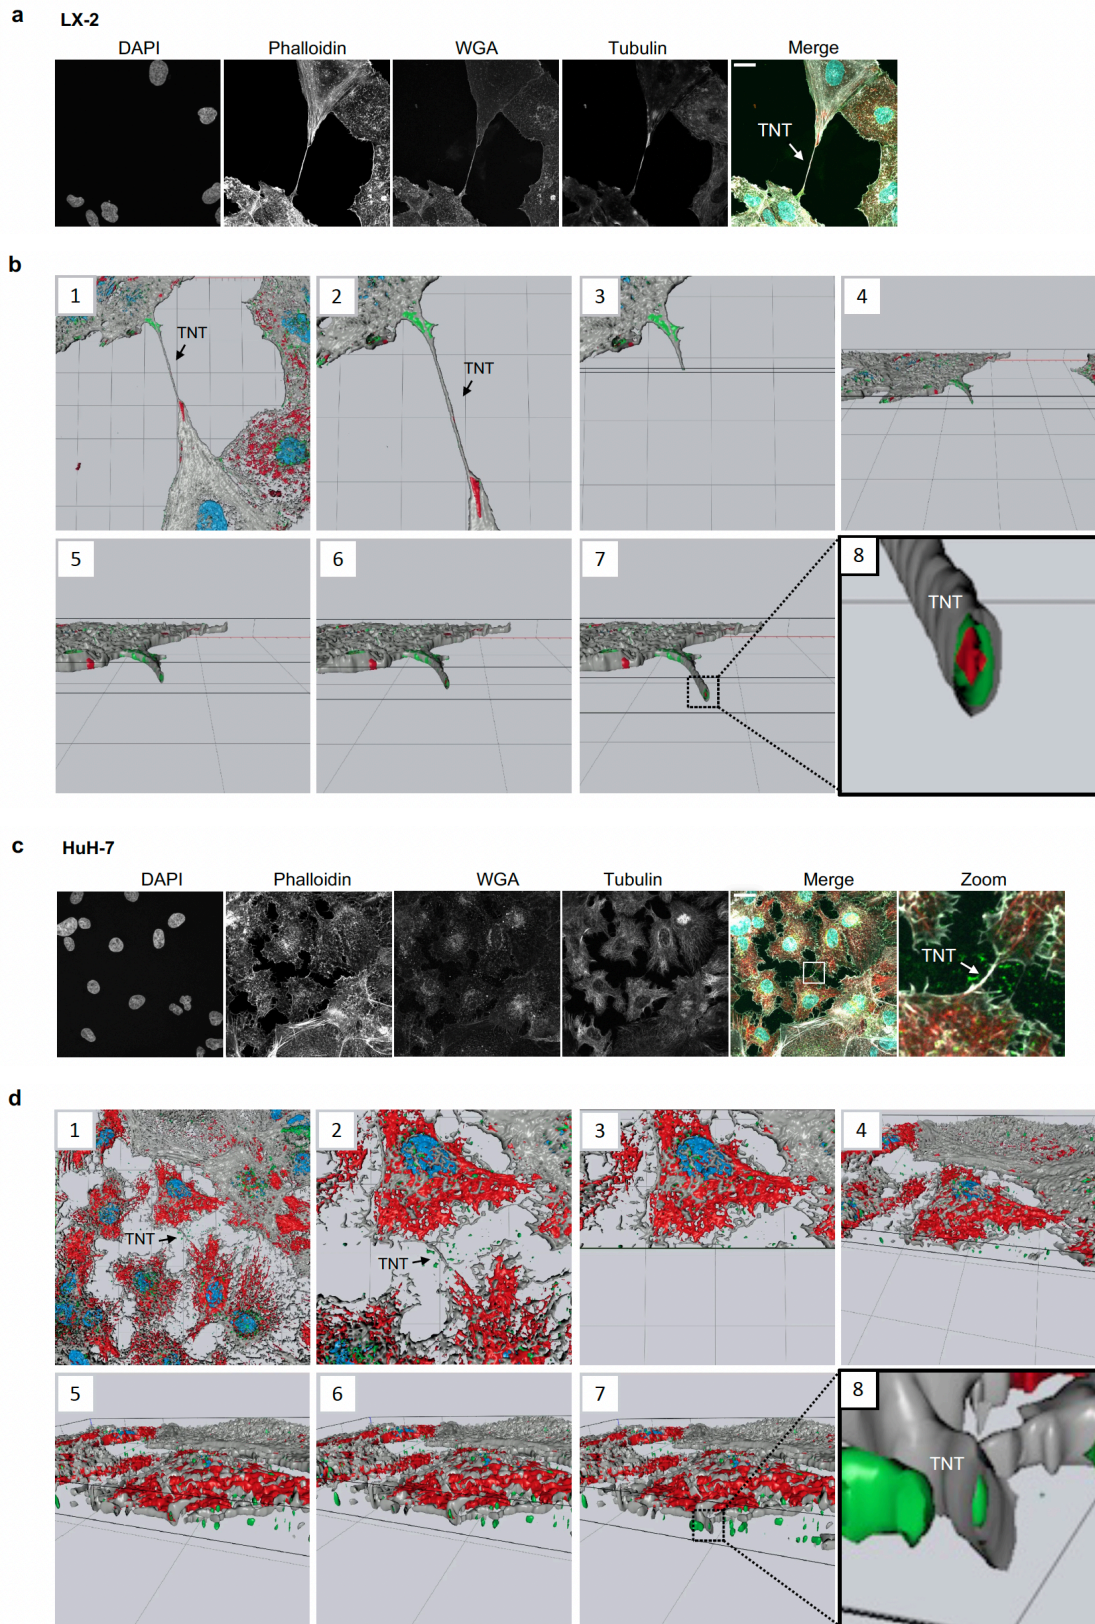 a LX-2
DAPI Phalloidin WGA Tubulin Merge
TNT
b
1 2 3 4
TNT TNT
5 6 7 8
TNT
c HuH-7
DAPI Phalloidin WGA Tubulin Merge Zoom
TNT
d
1 2 3 4
TNT TNT
5 6 7 8
TNT